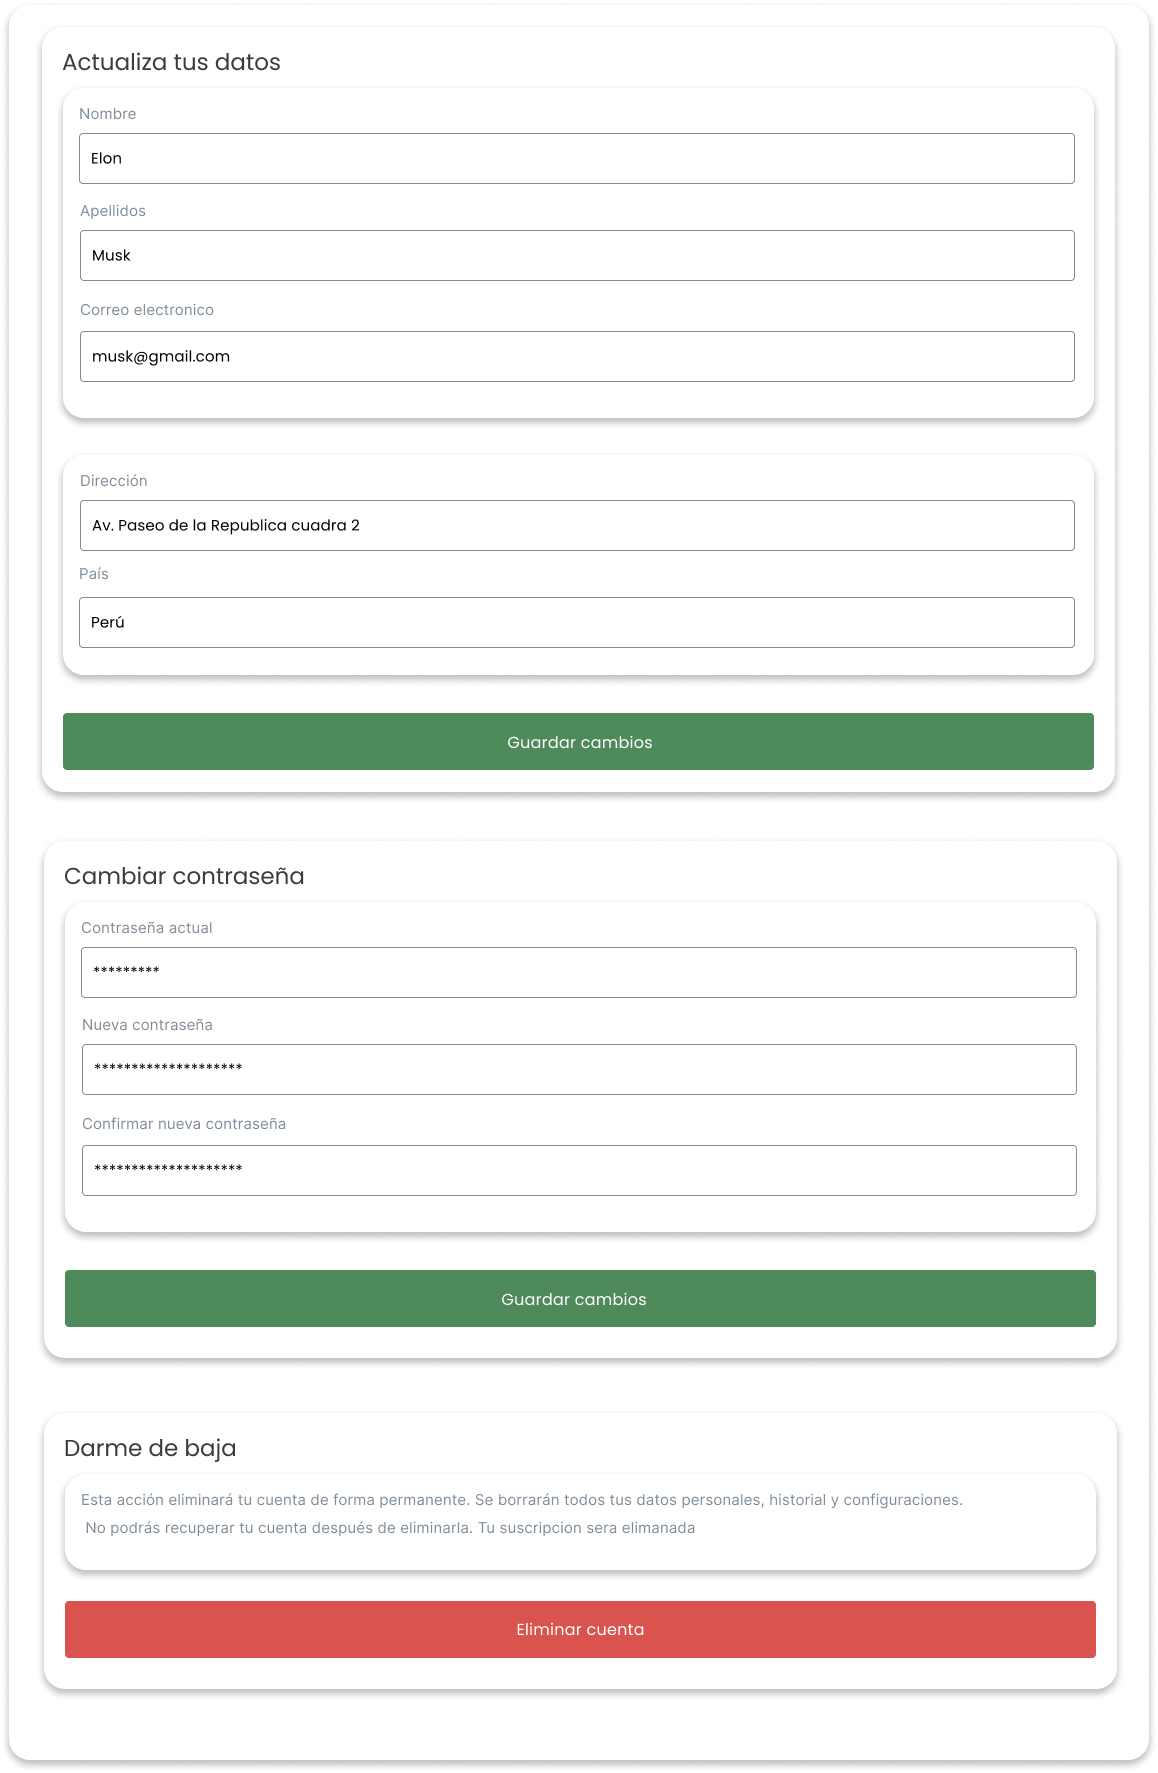 Actualiza tus datos
Nombre
Elon
Apellidos
Musk
Correo electronico
musk@gmail.com
Dirección
Av. Paseo de la Republica cuadra 2
País
Perú
Guardar cambios
Cambiar contraseña
Contraseña actual
*********
Nueva contraseña
********************
Confirmar nueva contraseña
********************
Guardar cambios
Darme de baja
Esta acción eliminará tu cuenta de forma permanente. Se borrarán todos tus datos personales, historial y configuraciones.
No podrás recuperar tu cuenta después de eliminarla. Tu suscripcion sera elimanada
Eliminar cuenta